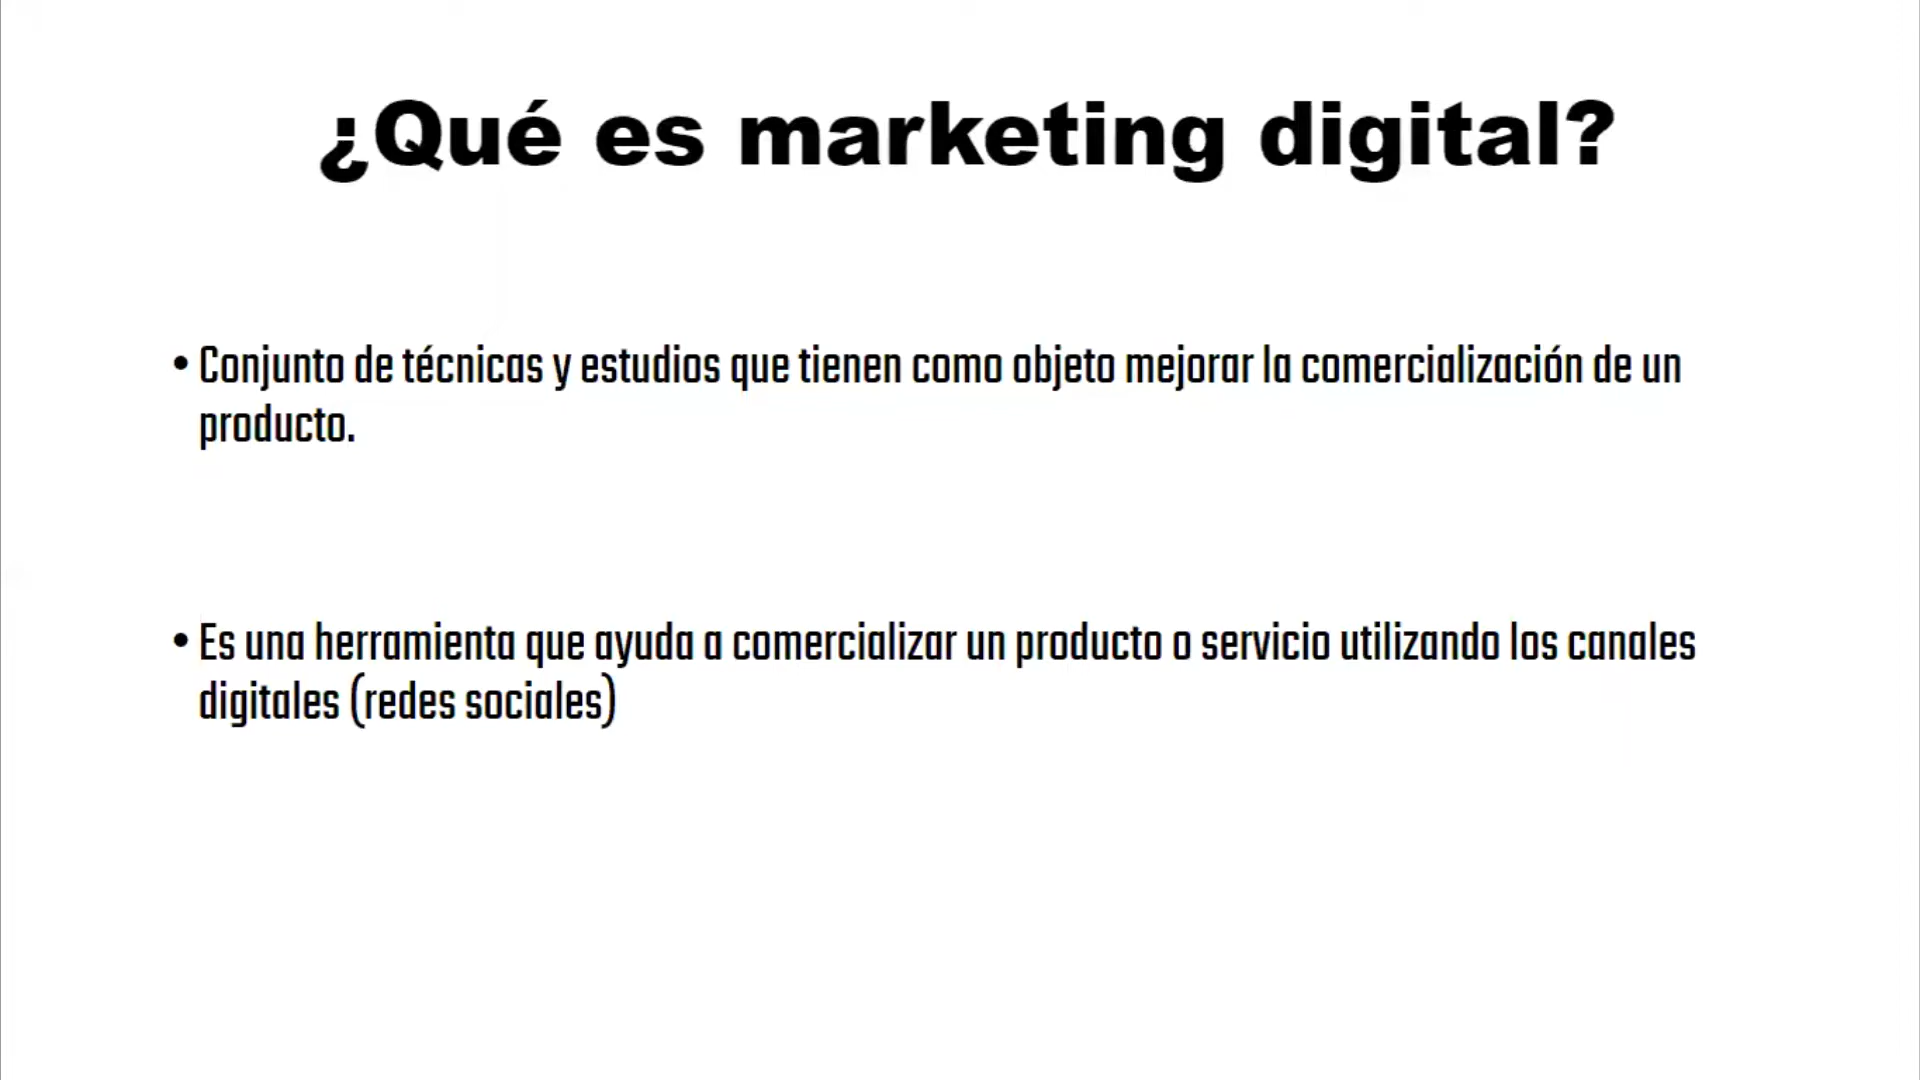 ¿Qué es marketing digital?
• Conjunto de técnicas y estudios que tienen como objeto mejorar la comercialización de un
producto.
• Es una herramienta que ayuda a comercializar un producto o servicio utilizando los canales
digitales (redes sociales)